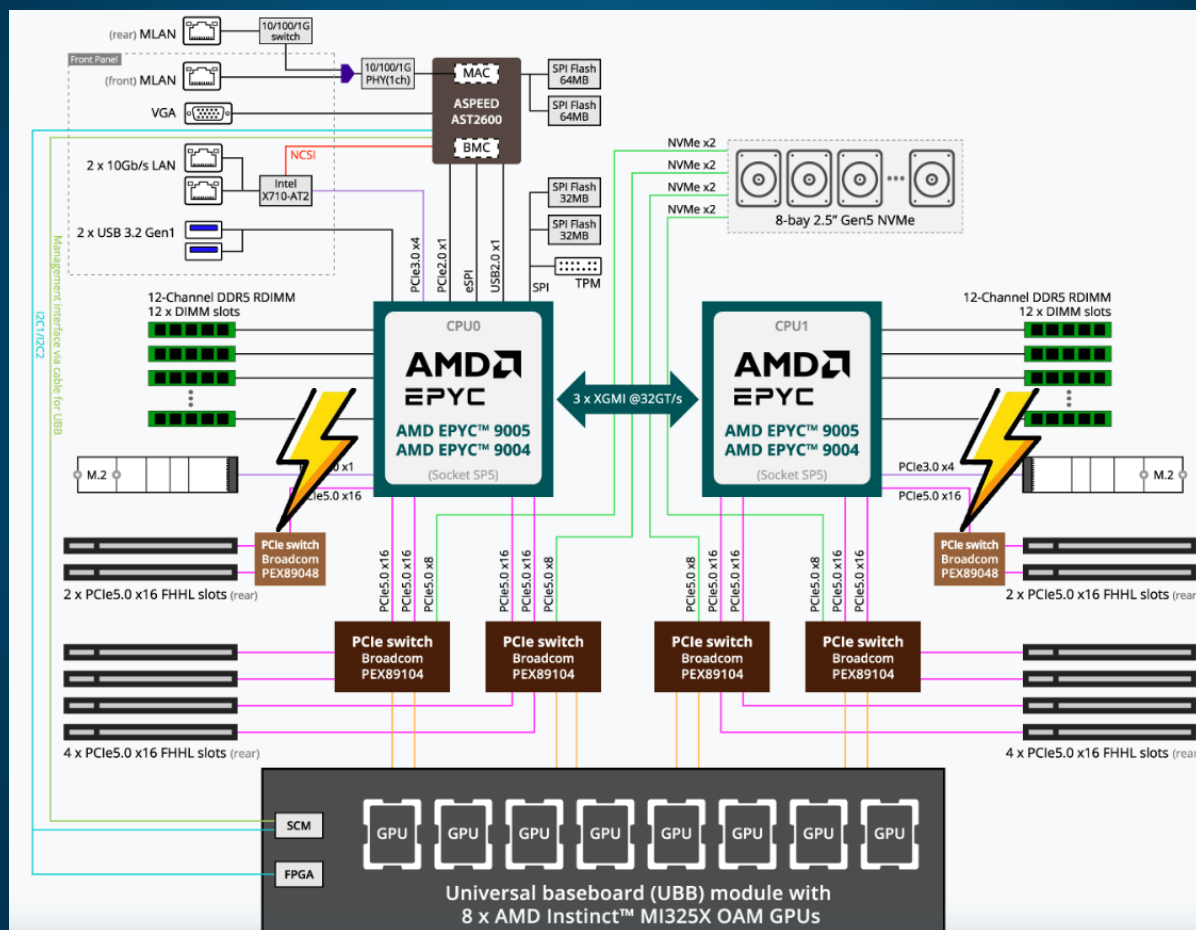 (rear) MLAN
10/100/1G
switch
Front Panel
(front) MLAN
10/100/1G
PHY(1ch)
MAC
ASPEED
AST2600
BMC
SPI Flash
64MB
SPI Flash
64MB
VGA
NCSI
2 x 10Gb/s LAN
Intel
X710-AT2
2 x USB 3.2 Gen1
SPI Flash
32MB
SPI Flash
32MB
TPM
PCIe3.0 x4
PCIe2.0 x1
eSPI
USB2.0 x1
SPI
NVMe x2
NVMe x2
NVMe x2
NVMe x2
8-bay 2.5” Gen5 NVMe
Management interface via cable for UBB
I2C1/I2C2
12-Channel DDR5 RDIMM
12 x DIMM slots
CPU0
AMD
EPYC
AMD EPYC™ 9005
AMD EPYC™ 9004
(Socket SP5)
3 x XGMI @32GT/s
CPU1
AMD
EPYC
AMD EPYC™ 9005
AMD EPYC™ 9004
(Socket SP5)
12-Channel DDR5 RDIMM
12 x DIMM slots
M.2
x1
PCIe5.0 x16
PCIe3.0 x4
PCIe5.0 x16
M.2
PCIe switch
Broadcom
PEX89048
2 x PCIe5.0 x16 FHHL slots (rear)
PCIe switch
Broadcom
PEX89048
2 x PCIe5.0 x16 FHHL slots (rear
PCIe5.0 x16
PCIe5.0 x16
PCIe5.0 x8
PCIe5.0 x16
PCIe5.0 x16
PCIe5.0 x8
PCIe5.0 x8
PCIe5.0 x16
PCIe5.0 x16
PCIe5.0 x8
PCIe5.0 x16
PCIe5.0 x16
PCIe switch
Broadcom
PEX89104
PCIe switch
Broadcom
PEX89104
PCIe switch
Broadcom
PEX89104
PCIe switch
Broadcom
PEX89104
4 x PCIe5.0 x16 FHHL slots (rear)
4 x PCIe5.0 x16 FHHL slots (rear
SCM
FPGA
GPU
GPU
GPU
GPU
GPU
GPU
GPU
GPU
Universal baseboard (UBB) module with
8 x AMD Instinct™ MI325X OAM GPUs